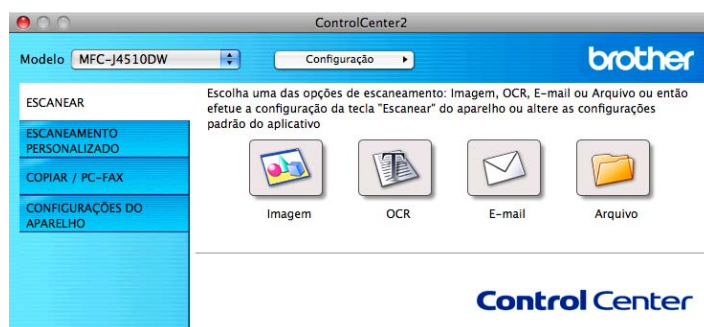 ControlCenter2
Modelo MFC-J4510DW Configuração brother
ESCANEAR
ESCANEAMENTO
PERSONALIZADO
COPIAR / PC-FAX
CONFIGURAÇÕES DO
APARELHO
Escolha uma das opções de escaneamento: Imagem, OCR, E-mail ou Arquivo ou então
efetue a configuração da tecla "Escanear" do aparelho ou altere as configurações
padrão do aplicativo
Imagem OCR E-mail Arquivo
Control Center